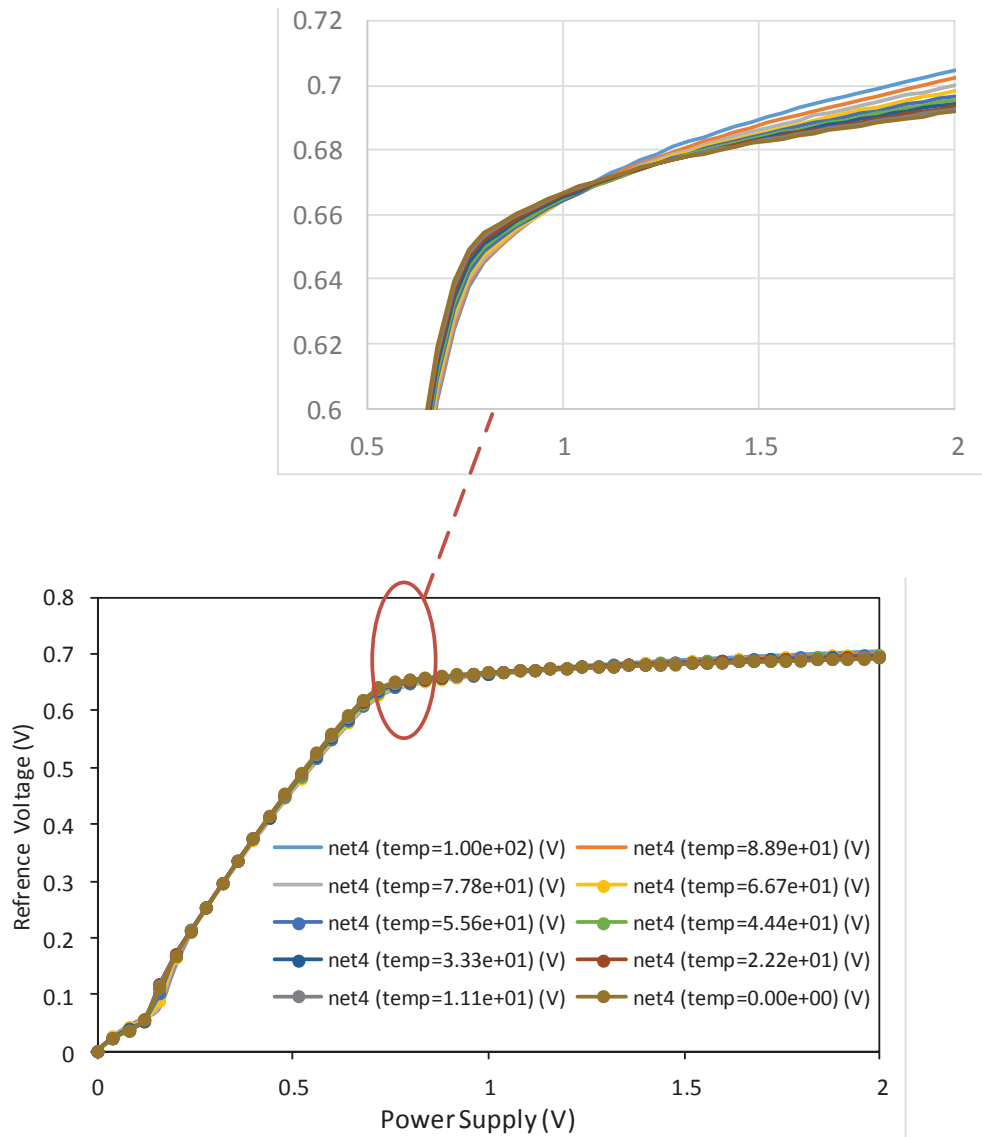 0.72
0.7
0.68
0.66
0.64
0.62
0.6
0.5 1 1.5 2
0.8
0.7
0.6
0.5
0.4
0.3
0.2
0.1
0
Refrence Voltage (V)
net4 (temp=1.00e+02) (V) net4 (temp=8.89e+01) (V)
net4 (temp=7.78e+01) (V) net4 (temp=6.67e+01) (V)
net4 (temp=5.56e+01) (V) net4 (temp=4.44e+01) (V)
net4 (temp=3.33e+01) (V) net4 (temp=2.22e+01) (V)
net4 (temp=1.11e+01) (V) net4 (temp=0.00e+00) (V)
0 0.5 1 1.5 2
Power Supply (V)